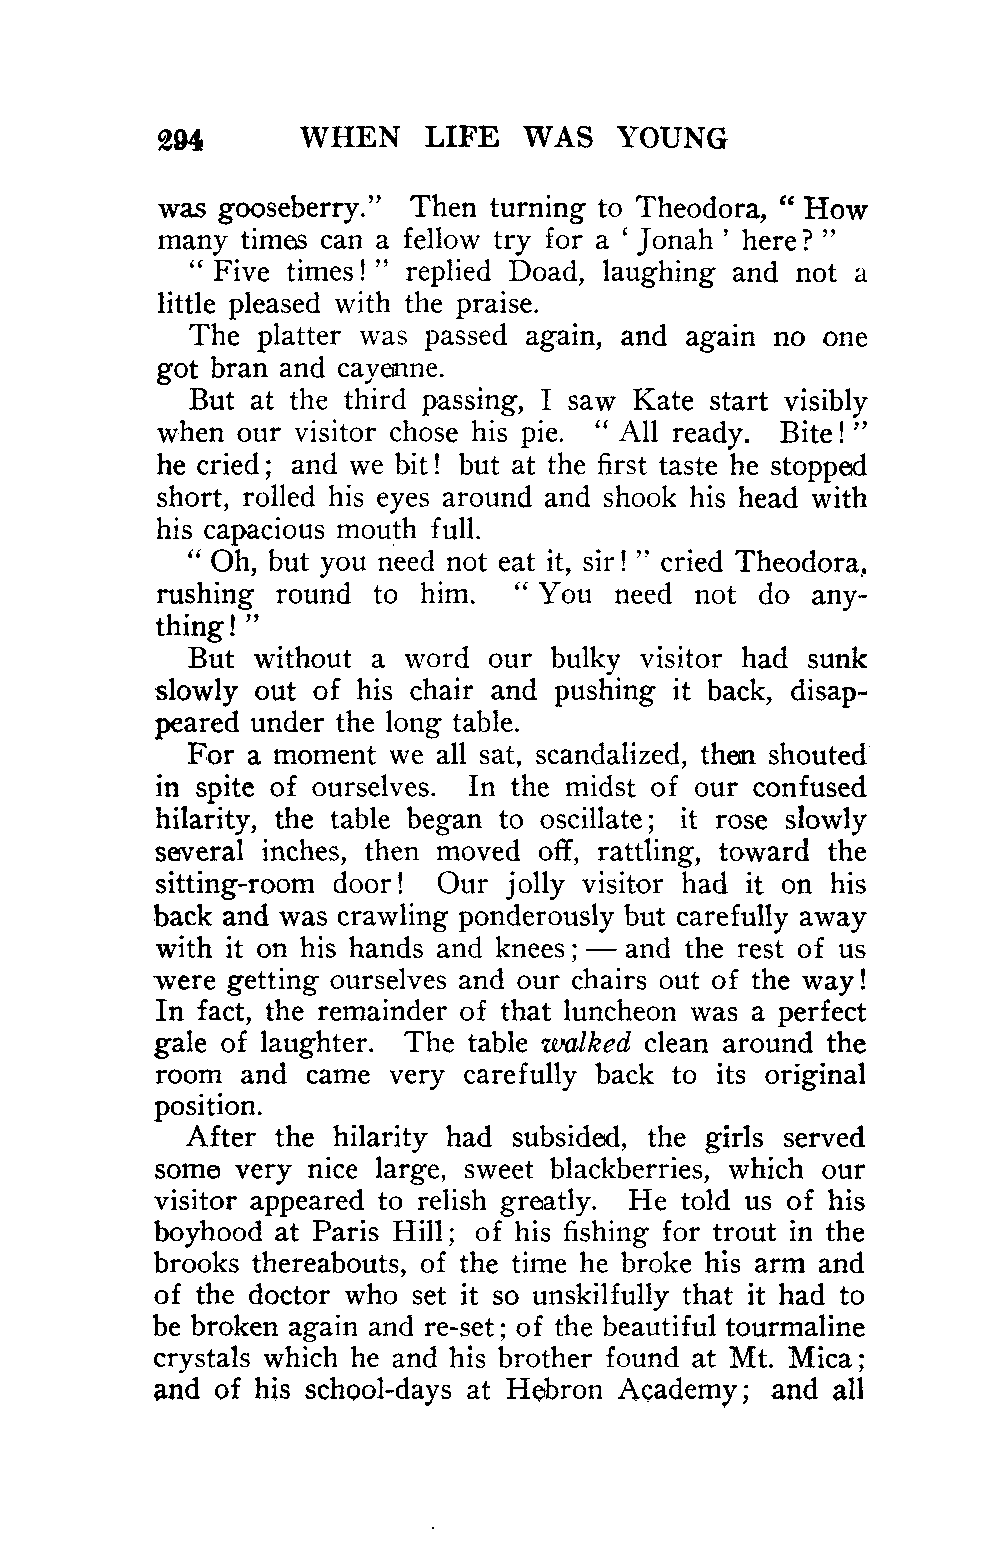 294 WHEN LIFE WAS YOUNG
was gooseberry.” Then turning to Theodora, “ How
many times can a fellow try for a ‘ Jonah ’ here? ”
“ Five times! ” replied Doad, laughing and not a
little pleased with the praise.
The platter was passed again, and again no one
got bran and cayenne.
But at the third passing, I saw Kate start visibly
when our visitor chose his pie. “ All ready. Bite! ”
he cried; and we bit! but at the first taste he stopped
short, rolled his eyes around and shook his head with
his capacious mouth full.
“ Oh, but you need not eat it, sir! ” cried Theodora,
rushing round to him. “ You need not do any-
thing! ”
But without a word our bulky visitor had sunk
slowly out of his chair and pushing it back, disap-
peared under the long table.
For a moment we all sat, scandalized, then shouted
in spite of ourselves. In the midst of our confused
hilarity, the table began to oscillate; it rose slowly
several inches, then moved off, rattling, toward the
sitting-room door! Our jolly visitor had it on his
back and was crawling ponderously but carefully away
with it on his hands and knees; — and the rest of us
were getting ourselves and our chairs out of the way!
In fact, the remainder of that luncheon was a perfect
gale of laughter. The table walked clean around the
room and came very carefully back to its original
position.
After the hilarity had subsided, the girls served
some very nice large, sweet blackberries, which our
visitor appeared to relish greatly. He told us of his
boyhood at Paris Hill; of his fishing for trout in the
brooks thereabouts, of the time he broke his arm and
of the doctor who set it so unskilfully that it had to
be broken again and re-set; of the beautiful tourmaline
crystals which he and his brother found at Mt. Mica;
and of his school-days at Hebron Academy; and all